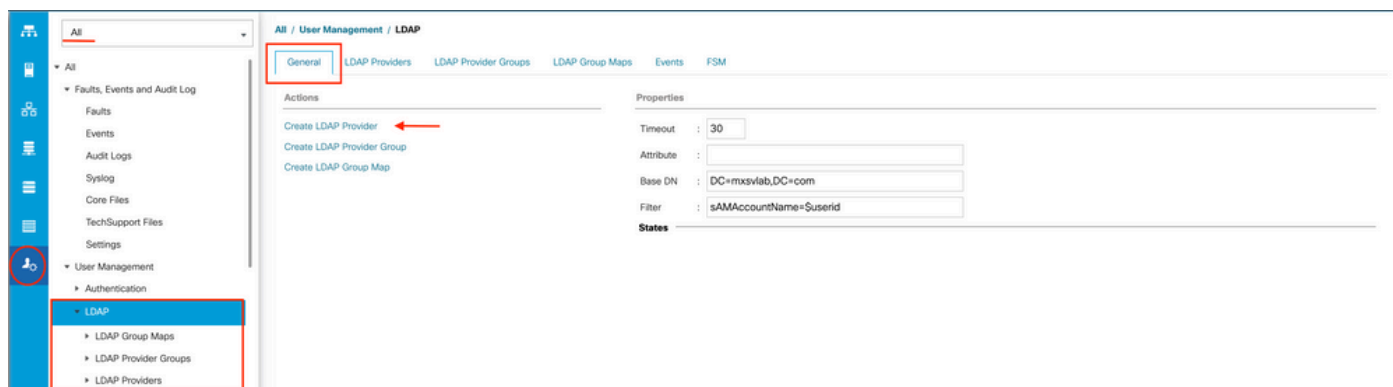 All
All
Faults, Events and Audit Log
Faults
Events
Audit Logs
Syslog
Core Files
TechSupport Files
Settings
User Management
Authentication
LDAP
LDAP Group Maps
LDAP Provider Groups
LDAP Providers
All / User Management / LDAP
General LDAP Providers LDAP Provider Groups LDAP Group Maps Events FSM
Actions
Create LDAP Provider
Create LDAP Provider Group
Create LDAP Group Map
Properties
Timeout : 30
Attribute :
Base DN : DC=mxsvlab,DC=com
Filter : sAMAccountName=$userid
States